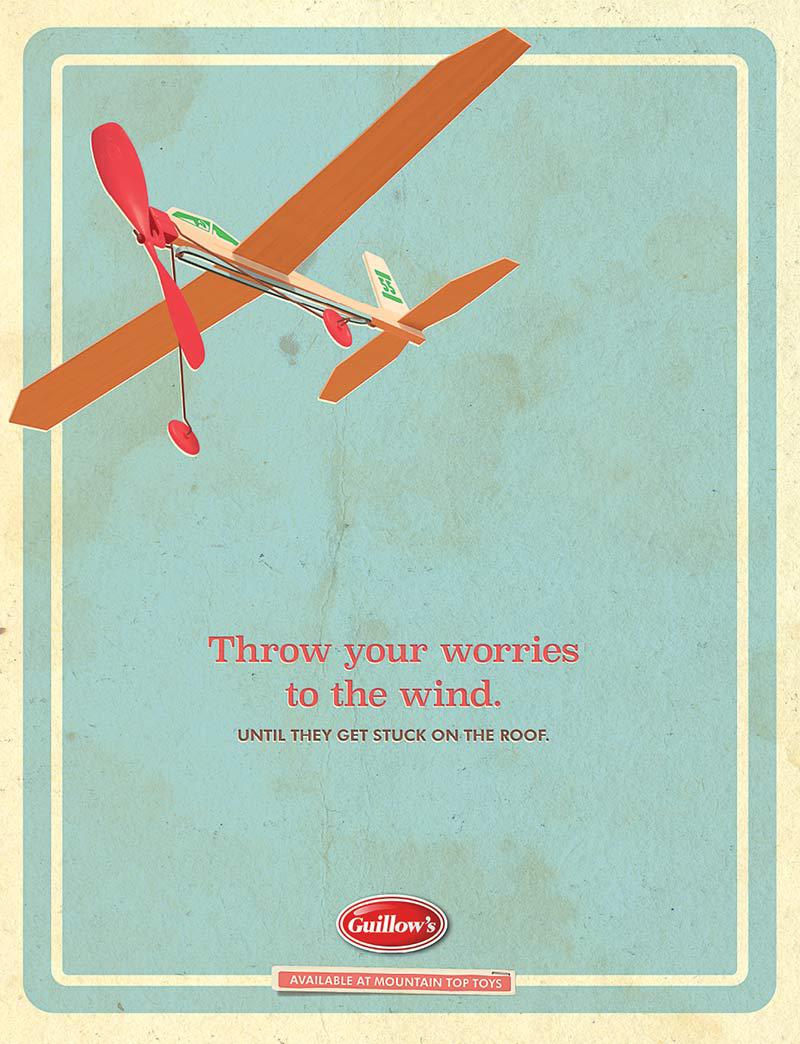 Throw your worries
to the wind.
UNTIL THEY GET STUCK ON THE ROOF.
Guillow's
AVAILABLE AT MOUNTAIN TOP TOYS